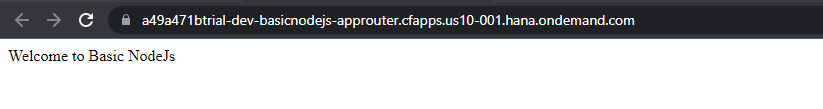 a49a471btrial-dev-basicnodejs-approuter.cfapps.us10-001.hana.ondemand.com
Welcome to Basic NodeJs